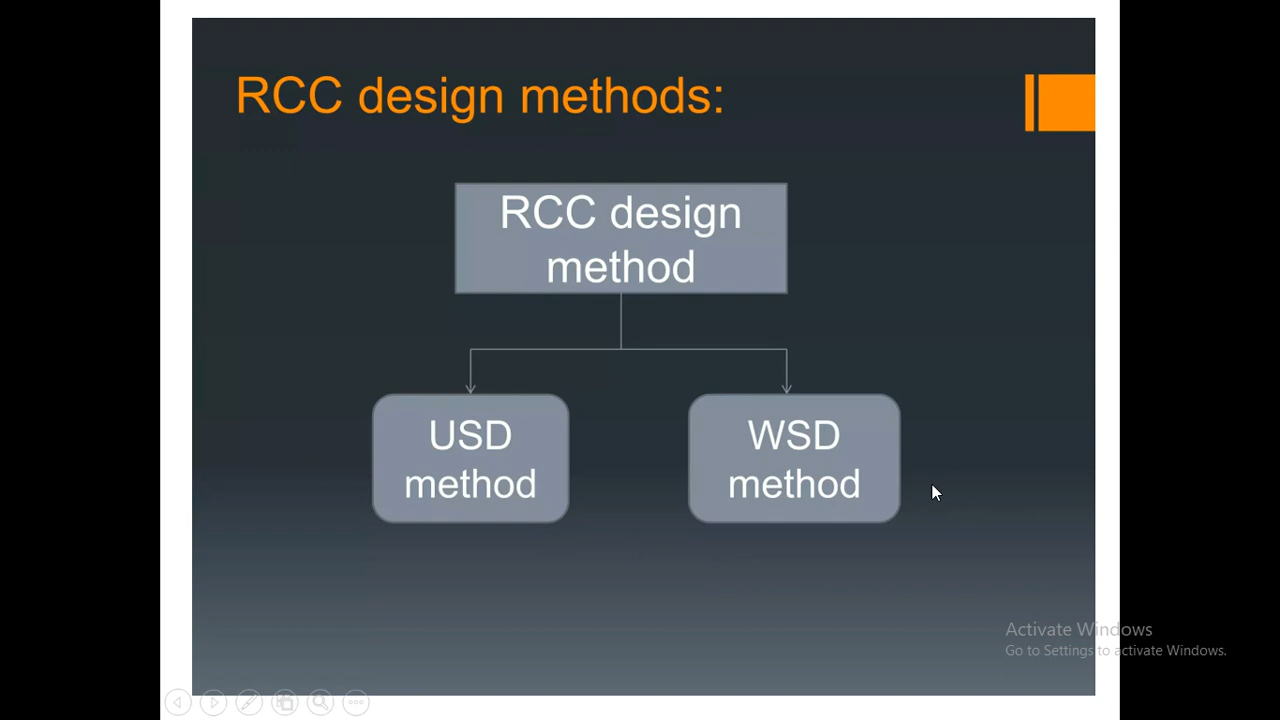 RCC design methods:
RCC design
method
USD
method
WSD
method
Activate Windows
Go to Settings to activate Windows.